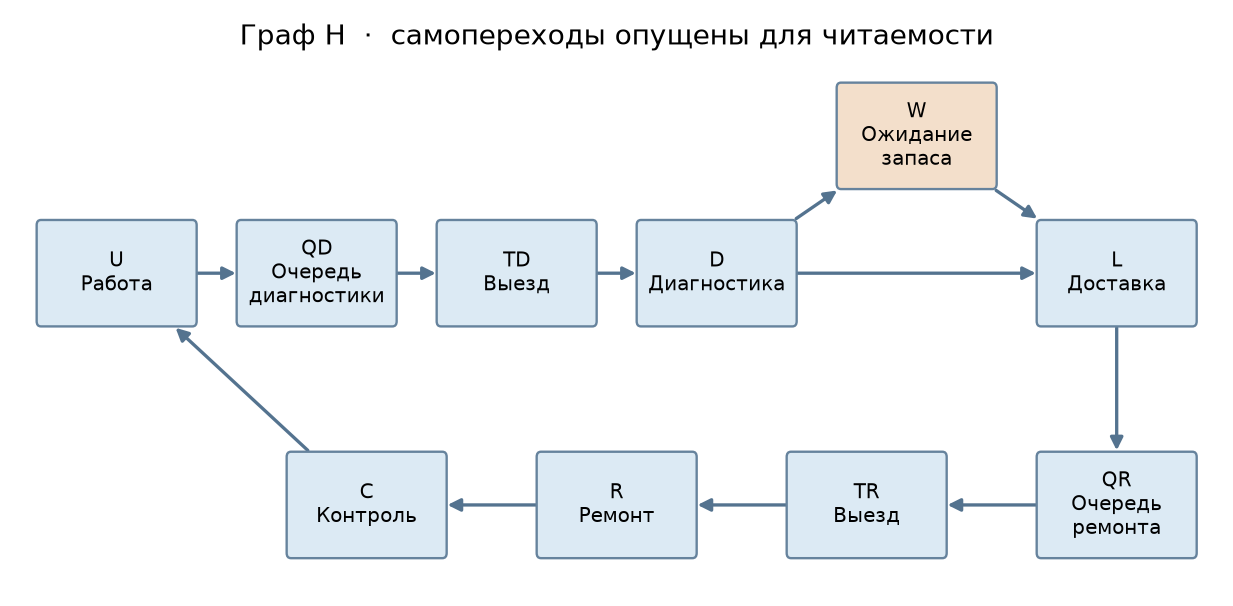 Граф H · самопереходы опущены для читаемости
W
Ожидание
запаса
U
Работа
QD
Очередь
диагностики
TD
Выезд
D
Диагностика
L
Доставка
C
Контроль
R
Ремонт
TR
Выезд
QR
Очередь
ремонта